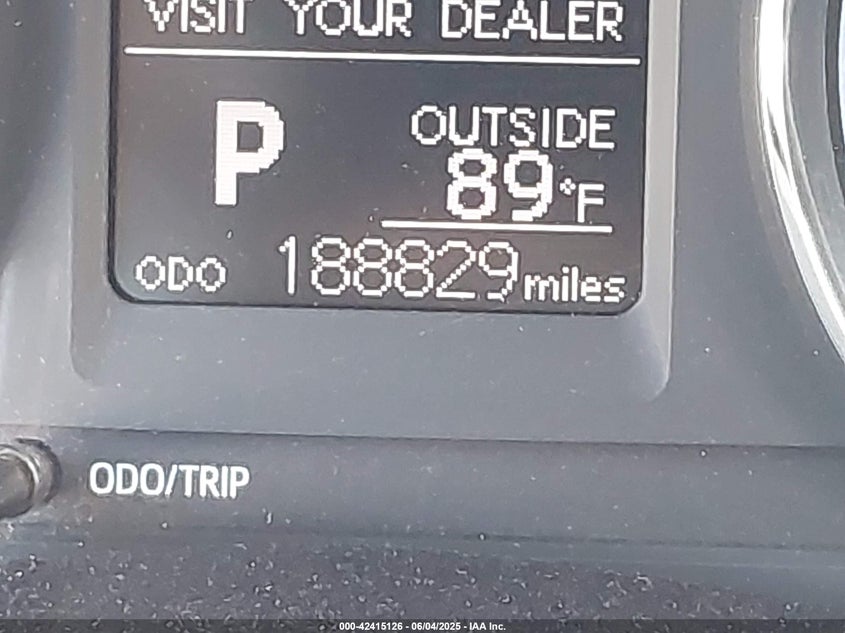 VISIT YOUR DEALER
P
OUTSIDE
89°F
ODO 188829 miles
ODO/TRIP
000-42415126 - 06/04/2025 - IAA Inc.